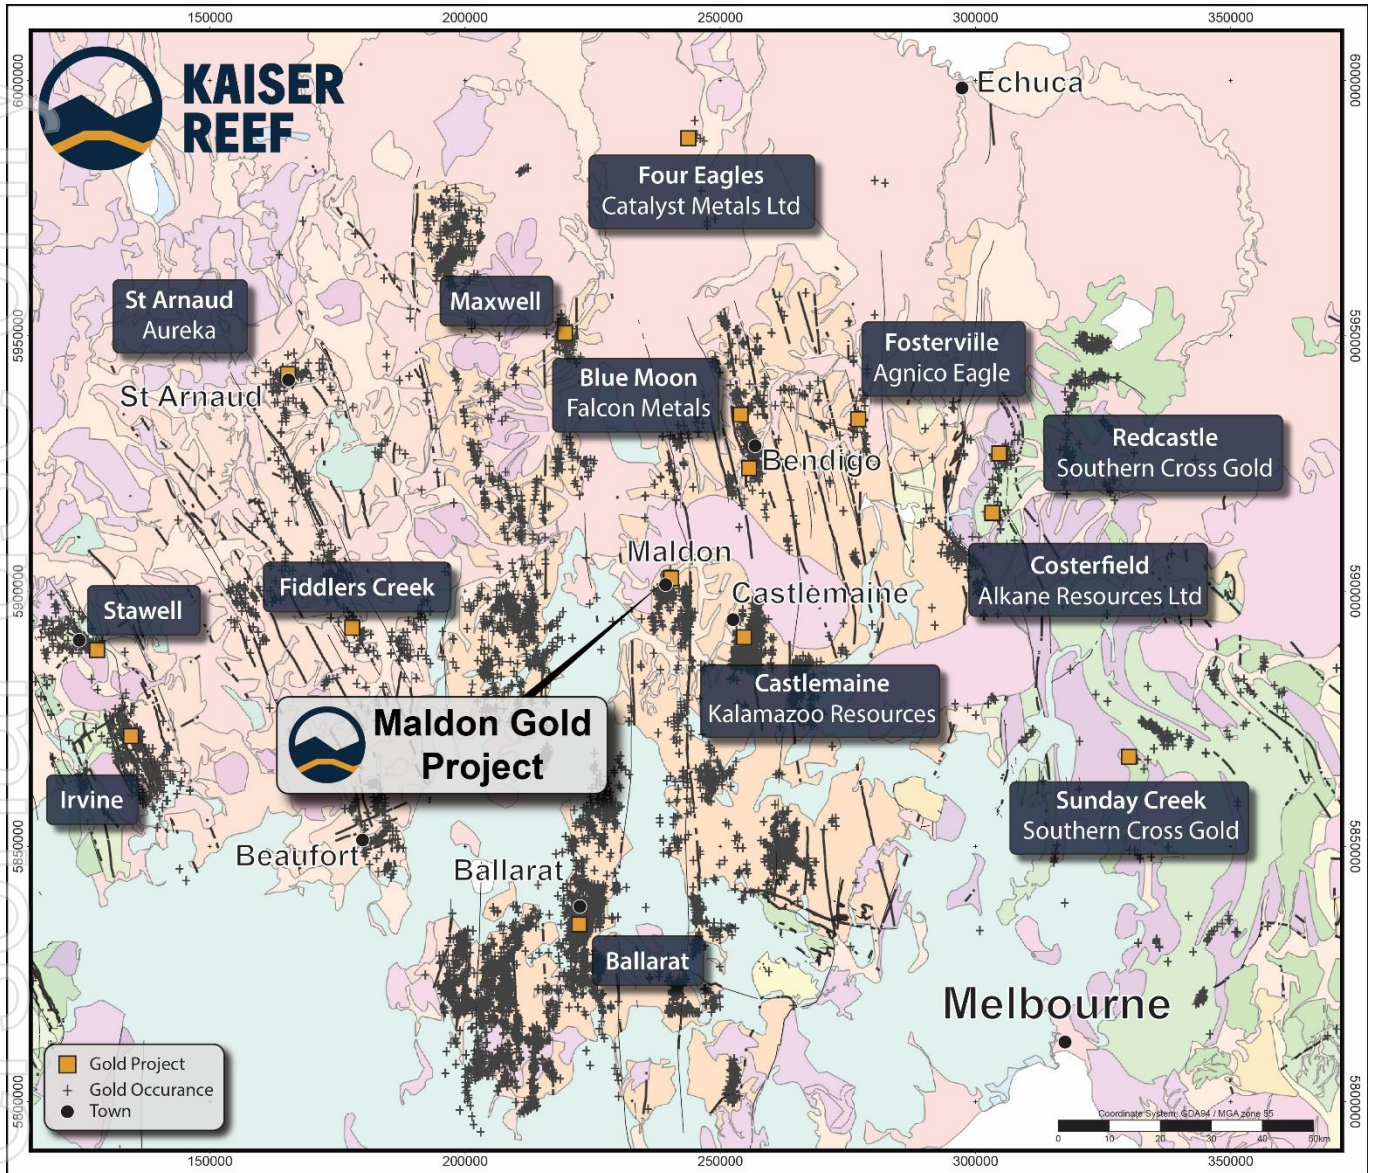 150000
200000
250000
300000
350000
6000000
6000000
KAISER
REEF
Echuca
Four Eagles
Catalyst Metals Ltd
St Arnaud
Aureka
Maxwell
5950000
5950000
Fosterville
Agnico Eagle
Blue Moon
Falcon Metals
St Arnaud
Bendigo
Redcastle
Southern Cross Gold
Maldon
Costerfield
Alkane Resources Ltd
5900000
5900000
Fiddlers Creek
Castlemaine
Stawell
Castlemaine
Kalamazoo Resources
Maldon Gold
Project
Irvine
Sunday Creek
Southern Cross Gold
5850000
5850000
Beaufort
Ballarat
Ballarat
Melbourne
Gold Project
Gold Occurance
Town
5800000
5800000
Coordinate System: GDA94 / MGA zone 55
0
10
20
30
40
50km
150000
200000
250000
300000
350000